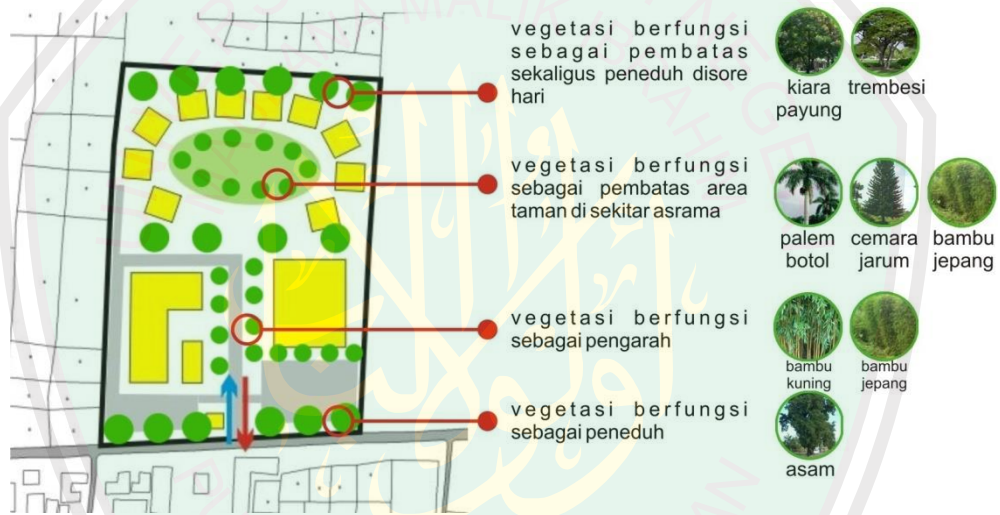 vegetasi berfungsi
sebagai pembatas
sekaligus peneduh disore
hari
kiara
payung
trembesi
vegetasi berfungsi
sebagai pembatas area
taman di sekitar asrama
palem
botol
cemara
jarum
bambu
jepang
vegetasi berfungsi
sebagai pengarah
bambu
kuning
bambu
jepang
vegetasi berfungsi
sebagai peneduh
asam